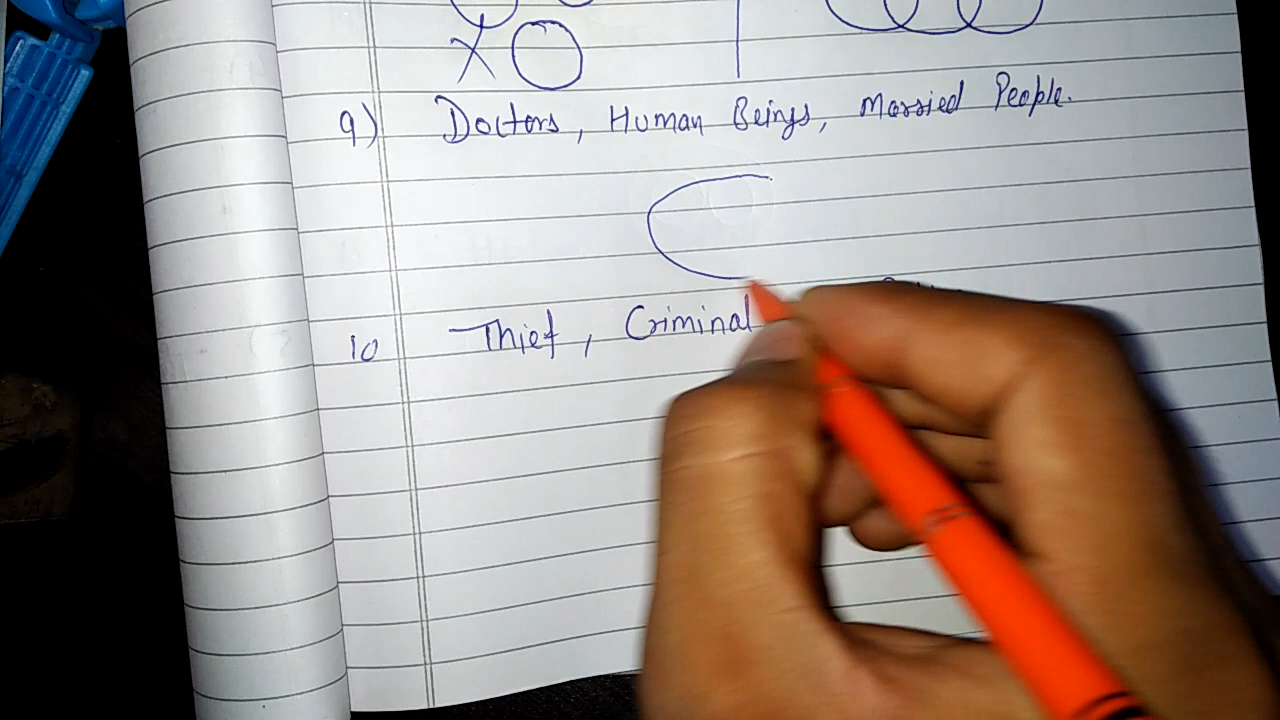 9) Doctors, Human Beings, Married People.
10 Thief, Criminal